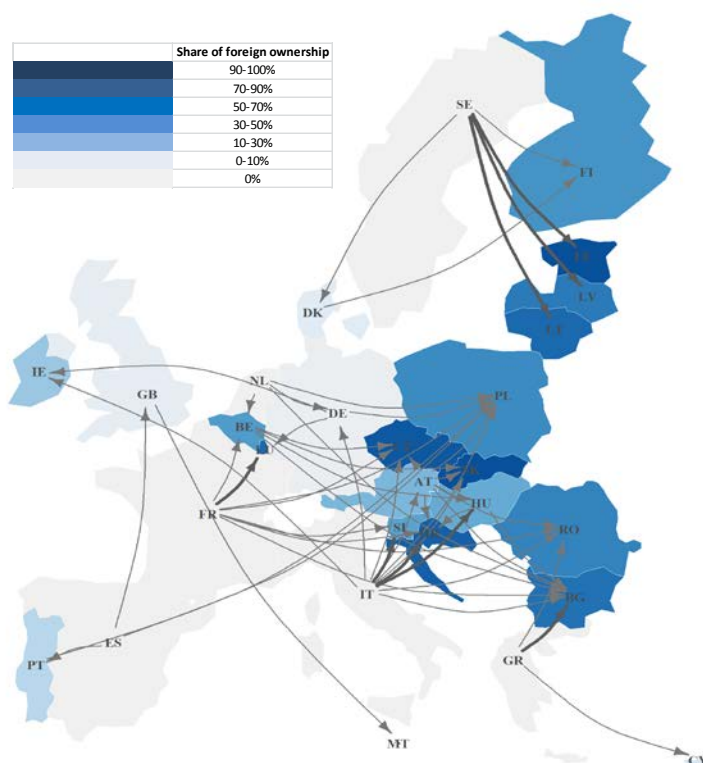 Share of foreign ownership
90-100%
70-90%
50-70%
30-50%
10-30%
0-10%
0%
SE
FI
LV
DK
IE
GB
NL
DE
PL
BE
AT
HU
FR
SI
RO
IT
BG
ES
PT
GR
MT
CY